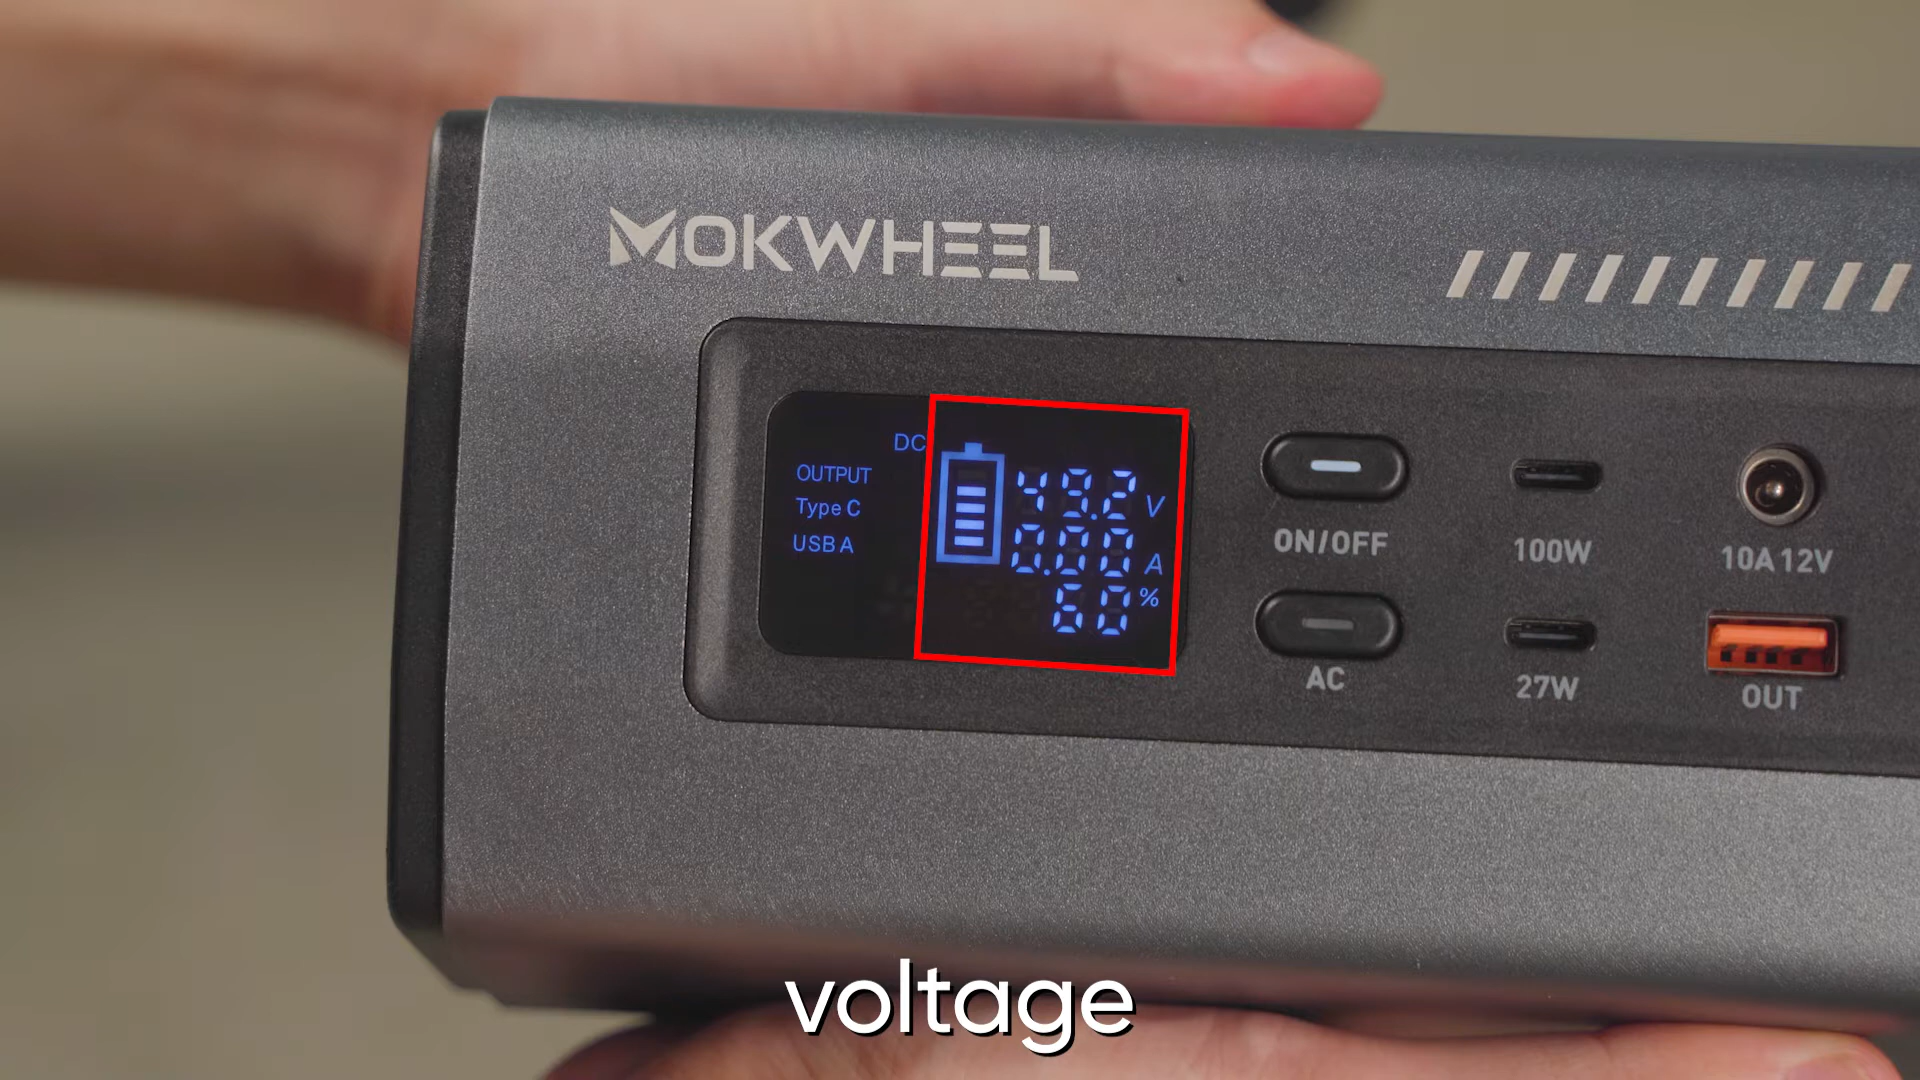 MOKWHEEL
DC
OUTPUT
Type C
USB A
49.2 V
0.00 A
60 %
ON/OFF
AC
100W
27W
10A 12V
OUT
voltage